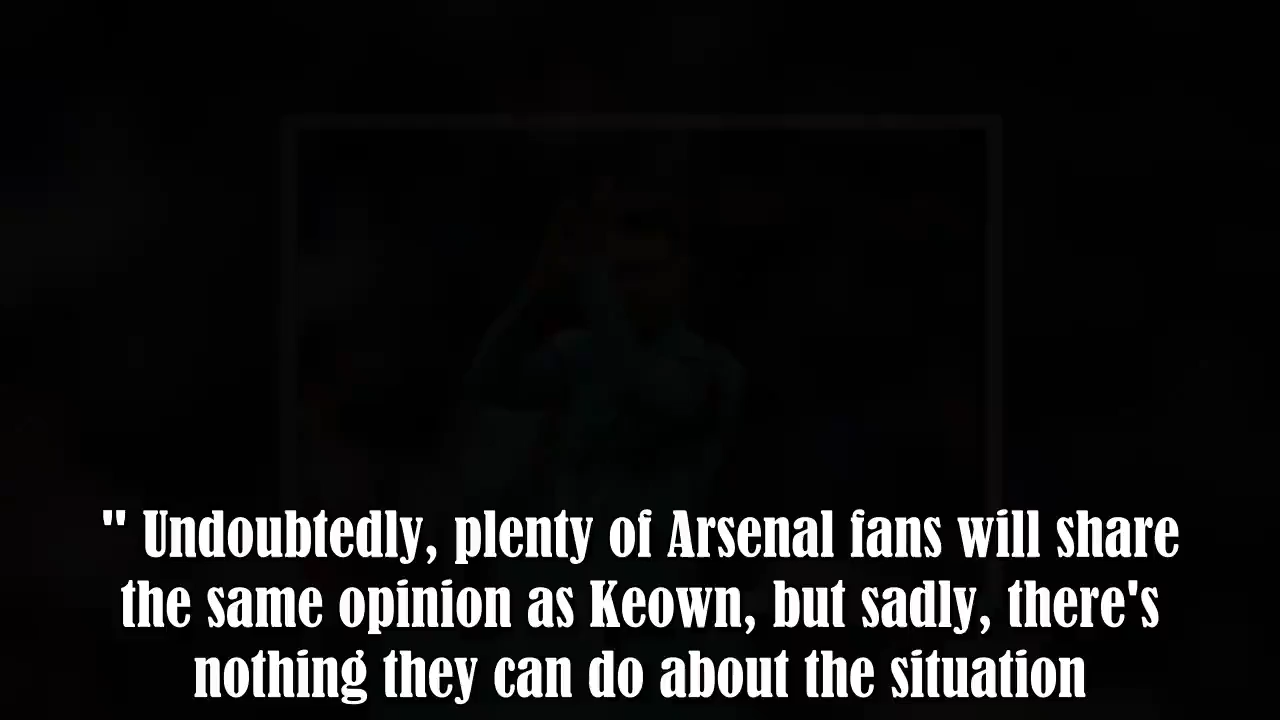 " Undoubtedly, plenty of Arsenal fans will share
the same opinion as Keown, but sadly, there's
nothing they can do about the situation